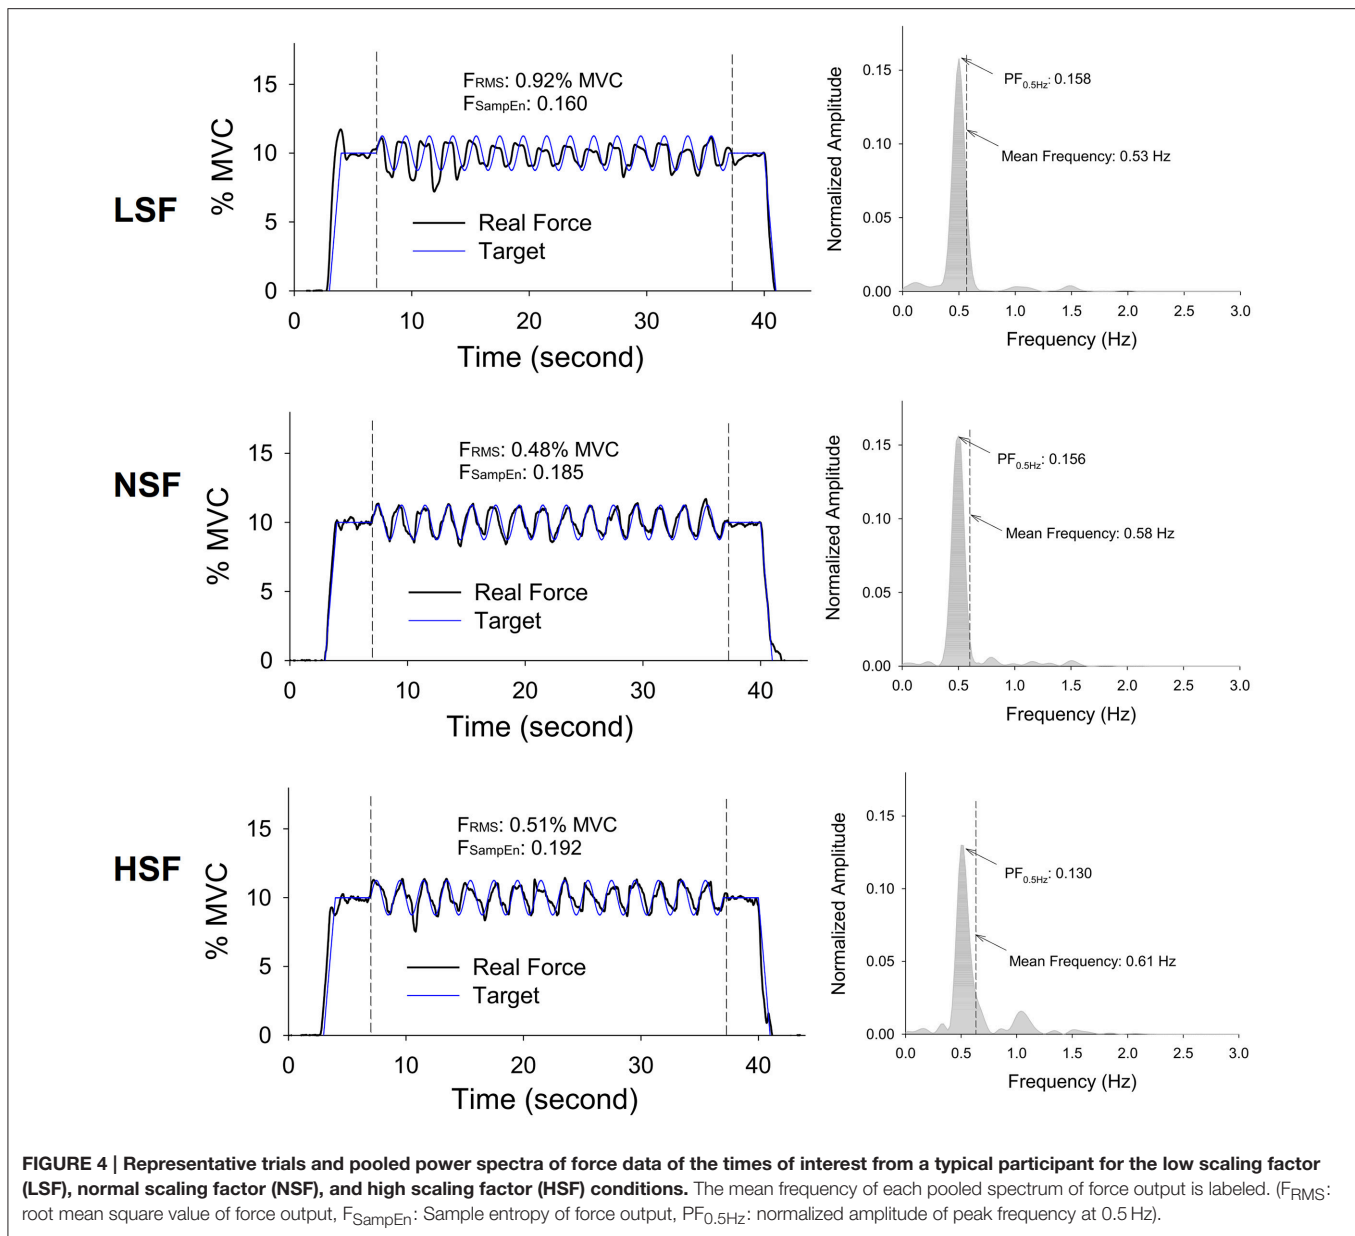 LSF
% MVC
15
10
5
0
FRMS: 0.92% MVC
FSampEn: 0.160
Real Force
Target
0 10 20 30 40
Time (second)
Normalized Amplitude
0.15
0.10
0.05
0.00
PF0.5Hz: 0.158
Mean Frequency: 0.53 Hz
0.0 0.5 1.0 1.5 2.0 2.5 3.0
Frequency (Hz)
NSF
% MVC
15
10
5
0
FRMS: 0.48% MVC
FSampEn: 0.185
Real Force
Target
0 10 20 30 40
Time (second)
Normalized Amplitude
0.15
0.10
0.05
0.00
PF0.5Hz: 0.156
Mean Frequency: 0.58 Hz
0.0 0.5 1.0 1.5 2.0 2.5 3.0
Frequency (Hz)
HSF
% MVC
15
10
5
0
FRMS: 0.51% MVC
FSampEn: 0.192
Real Force
Target
0 10 20 30 40
Time (second)
Normalized Amplitude
0.15
0.10
0.05
0.00
PF0.5Hz: 0.130
Mean Frequency: 0.61 Hz
0.0 0.5 1.0 1.5 2.0 2.5 3.0
Frequency (Hz)
FIGURE 4 | Representative trials and pooled power spectra of force data of the times of interest from a typical participant for the low scaling factor
(LSF), normal scaling factor (NSF), and high scaling factor (HSF) conditions. The mean frequency of each pooled spectrum of force output is labeled. (FRMS:
root mean square value of force output, FSampEn: Sample entropy of force output, PF0.5Hz: normalized amplitude of peak frequency at 0.5 Hz).